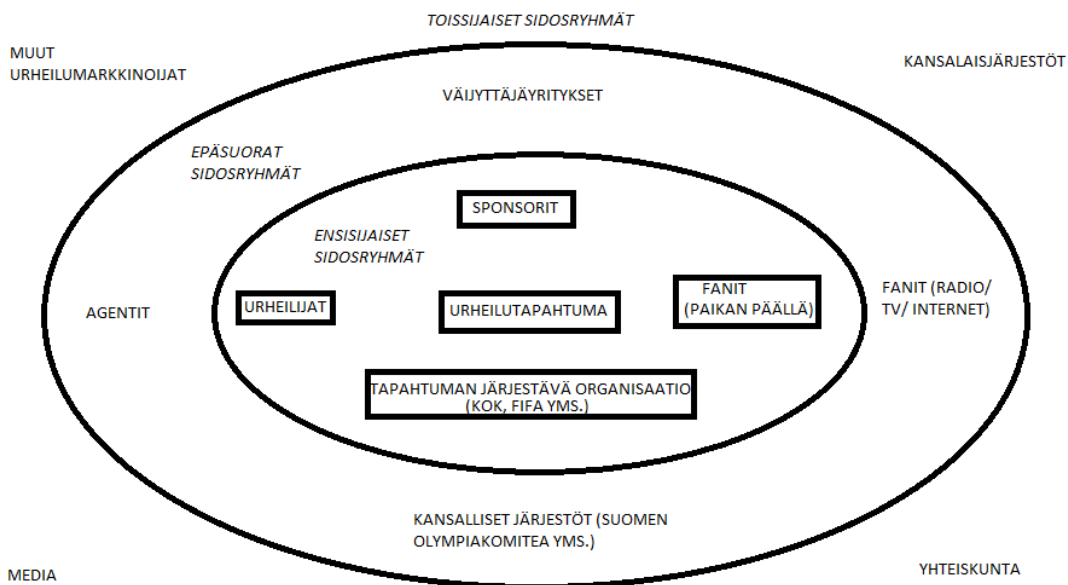 TOISSIJAISET SIDOSRYHMÄT
MUUT
URHEILUMARKKINOIJAT
KANSALAISJÄRJESTÖT
VÄIJYTTÄJÄYRITYKSET
EPÄSUORAT
SIDOSRYHMÄT
SPONSORIT
ENSISIJAISET
SIDOSRYHMÄT
AGENTIT
URHEILIJAT
URHEILUTAPAHTUMA
FANIT
(PAIKAN PÄÄLLÄ)
FANIT (RADIO/
TV/ INTERNET)
TAPAHTUMAN JÄRJESTÄVÄ ORGANISAATIO
(KOK, FIFA YMS.)
KANSALLISET JÄRJESTÖT (SUOMEN
OLYMPIAKOMITEA YMS.)
MEDIA
YHTEISKUNTA